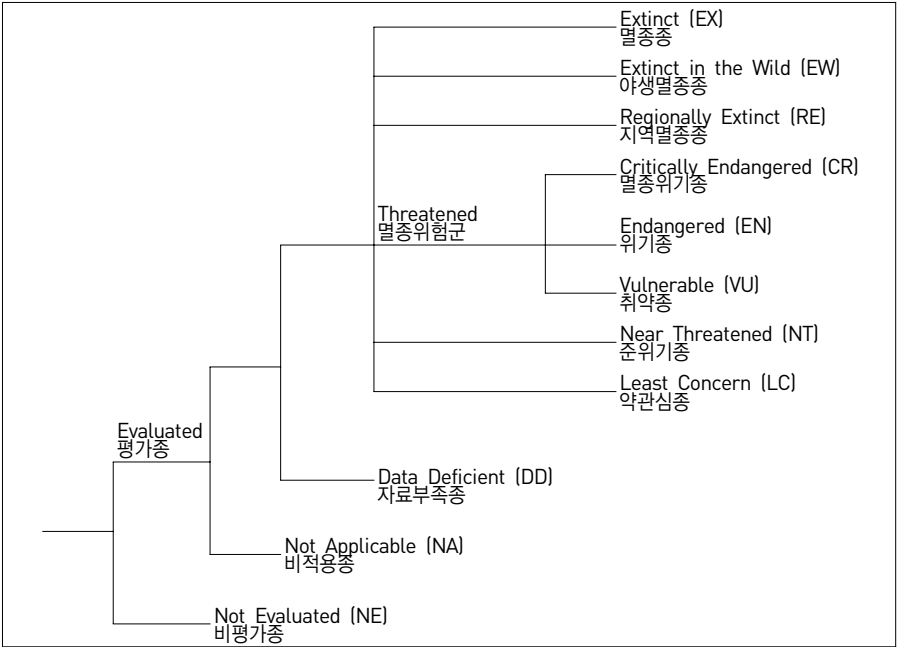 Extinct (EX)
멸종종
Extinct in the Wild (EW)
야생멸종종
Regionally Extinct (RE)
지역멸종종
Critically Endangered (CR)
멸종위기종
Threatened
멸종위험군
Endangered (EN)
위기종
Vulnerable (VU)
취약종
Near Threatened (NT)
준위기종
Least Concern (LC)
약관심종
Evaluated
평가종
Data Deficient (DD)
자료부족종
Not Applicable (NA)
비적용종
Not Evaluated (NE)
비평가종